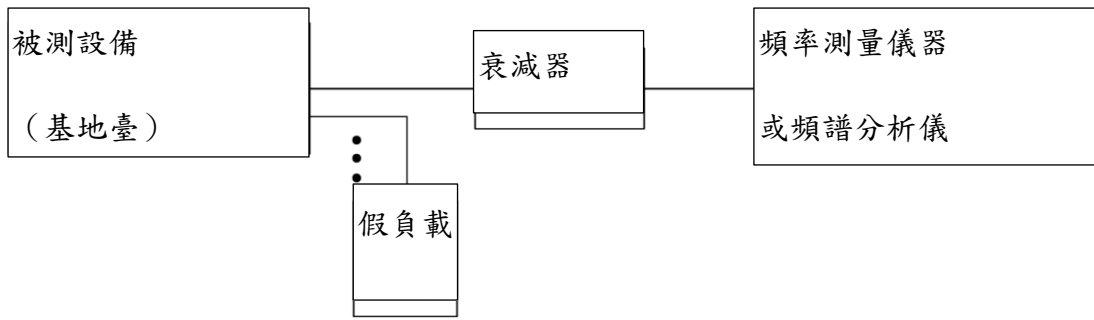 被測設備
（基地臺）
衰減器
頻率測量儀器
或頻譜分析儀
假負載